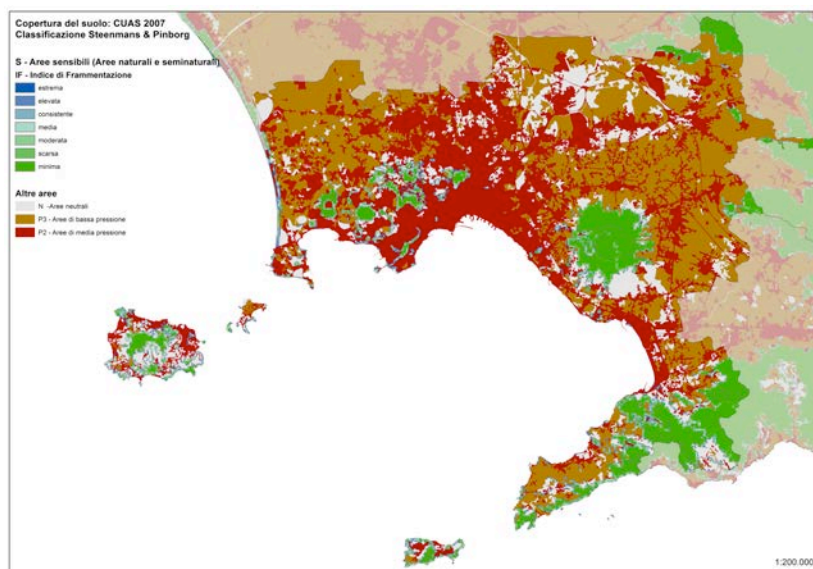 Copertura del suolo: CUAS 2007
Classificazione Steenmans & Pinborg
S - Aree sensibili (Aree naturali e seminaturali)
IF - Indice di Frammentazione
estrema
elevata
consistente
media
moderata
scarsa
minima
Altre aree
N -Aree neutrali
P3 - Aree di bassa pressione
P2 - Aree di media pressione
1:200.000